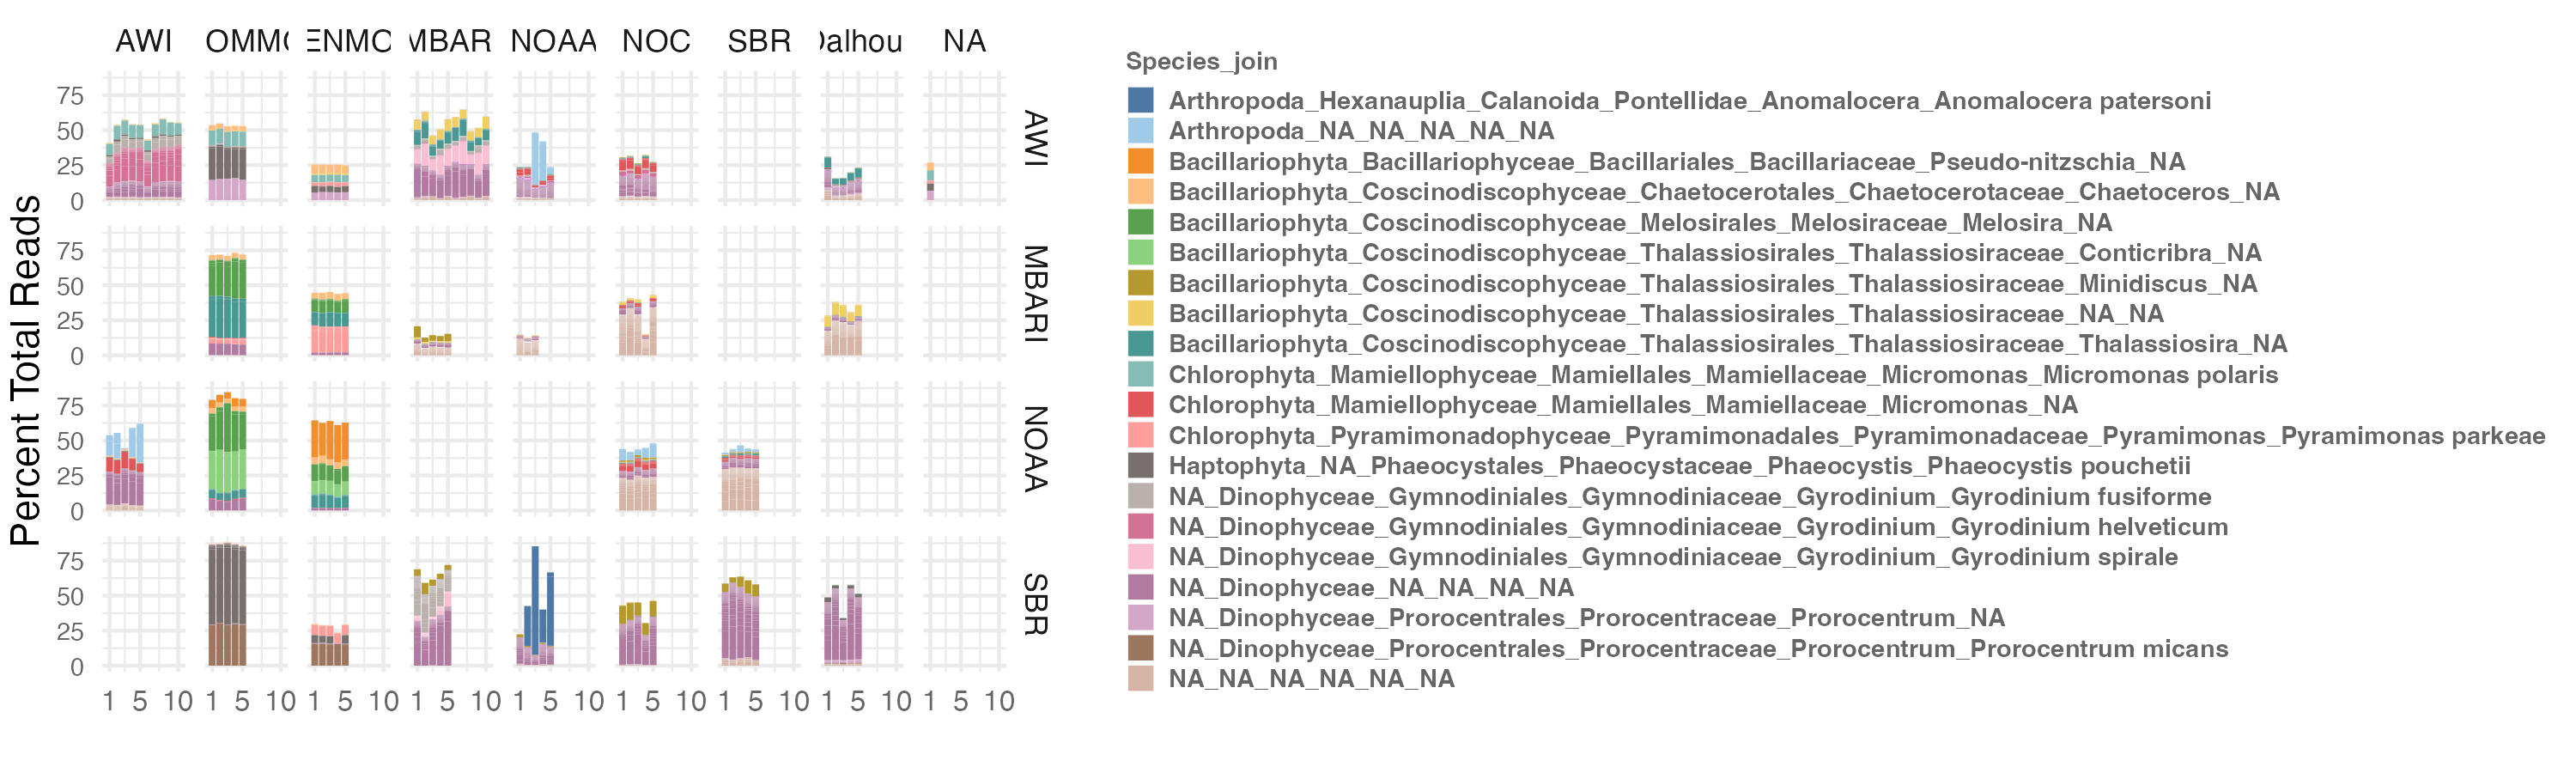 AWI OMMC ENMC MBAR NOAA NOC SBR Dalhou NA
Species_join
Arthropoda_Hexanauplia_Calanoida_Pontellidae_Anomalocera_Anomalocera patersoni
Arthropoda_NA_NA_NA_NA_NA
Bacillariophyta_Bacillariophyceae_Bacillariales_Bacillariaceae_Pseudo-nitzschia_NA
Bacillariophyta_Coscinodiscophyceae_Chaetocerotales_Chaetocerotaceae_Chaetoceros_NA
Bacillariophyta_Coscinodiscophyceae_Melosirales_Melosiraceae_Melosira_NA
Bacillariophyta_Coscinodiscophyceae_Thalassiosirales_Thalassiosiraceae_Conticribra_NA
Bacillariophyta_Coscinodiscophyceae_Thalassiosirales_Thalassiosiraceae_Minidiscus_NA
Bacillariophyta_Coscinodiscophyceae_Thalassiosirales_Thalassiosiraceae_NA_NA
Bacillariophyta_Coscinodiscophyceae_Thalassiosirales_Thalassiosiraceae_Thalassiosira_NA
Chlorophyta_Mamiellophyceae_Mamiellales_Mamiellaceae_Micromonas_Micromonas polaris
Chlorophyta_Mamiellophyceae_Mamiellales_Mamiellaceae_Micromonas_NA
Chlorophyta_Pyramimonadophyceae_Pyramimonadales_Pyramimonadaceae_Pyramimonas_Pyramimonas parkeae
Haptophyta_NA_Phaeocystales_Phaeocystaceae_Phaeocystis_Phaeocystis pouchetii
NA_Dinophyceae_Gymnodiniales_Gymnodiniaceae_Gyrodinium_Gyrodinium fusiforme
NA_Dinophyceae_Gymnodiniales_Gymnodiniaceae_Gyrodinium_Gyrodinium helveticum
NA_Dinophyceae_Gymnodiniales_Gymnodiniaceae_Gyrodinium_Gyrodinium spirale
NA_Dinophyceae_NA_NA_NA_NA
NA_Dinophyceae_Prorocentrales_Prorocentraceae_Prorocentrum_NA
NA_Dinophyceae_Prorocentrales_Prorocentraceae_Prorocentrum_Prorocentrum micans
NA_NA_NA_NA_NA_NA
Percent Total Reads
75
50
25
0
AWI
75
50
25
0
MBARI
75
50
25
0
NOAA
75
50
25
0
SBR
1 5 10 1 5 10 1 5 10 1 5 10 1 5 10 1 5 10 1 5 10 1 5 10 1 5 10